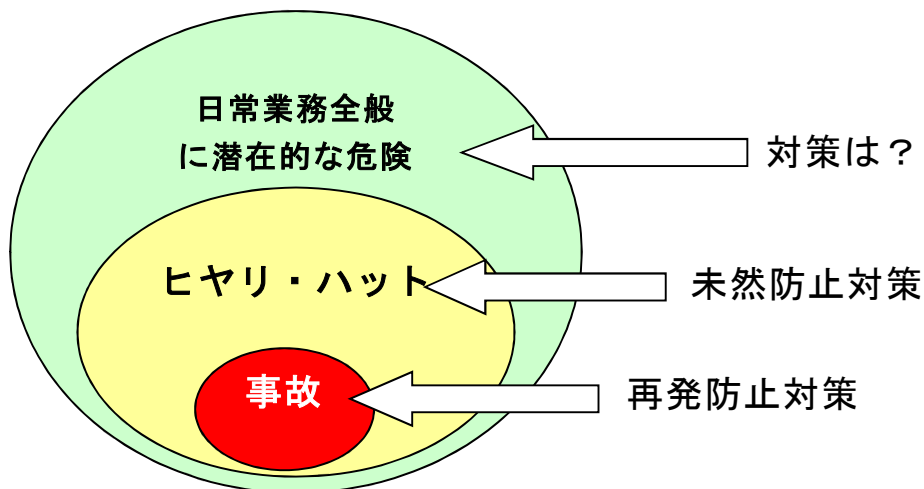 日常業務全般
に潜在的な危険
対策は？
ヒヤリ・ハット
未然防止対策
事故
再発防止対策